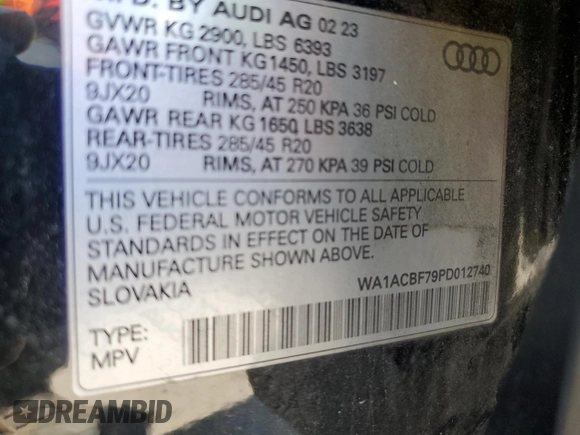 MFD. BY AUDI AG 02 23
GVWR KG 2900, LBS 6393
GAWR FRONT KG1450, LBS 3197
FRONT-TIRES 285/45 R20
9JX20 RIMS, AT 250 KPA 36 PSI COLD
GAWR REAR KG 1650, LBS 3638
REAR-TIRES 285/45 R20
9JX20 RIMS, AT 270 KPA 39 PSI COLD
THIS VEHICLE CONFORMS TO ALL APPLICABLE
U.S. FEDERAL MOTOR VEHICLE SAFETY
STANDARDS IN EFFECT ON THE DATE OF
MANUFACTURE SHOWN ABOVE.
SLOVAKIA WA1ACBF79PD012740
TYPE:
MPV
DREAMBID